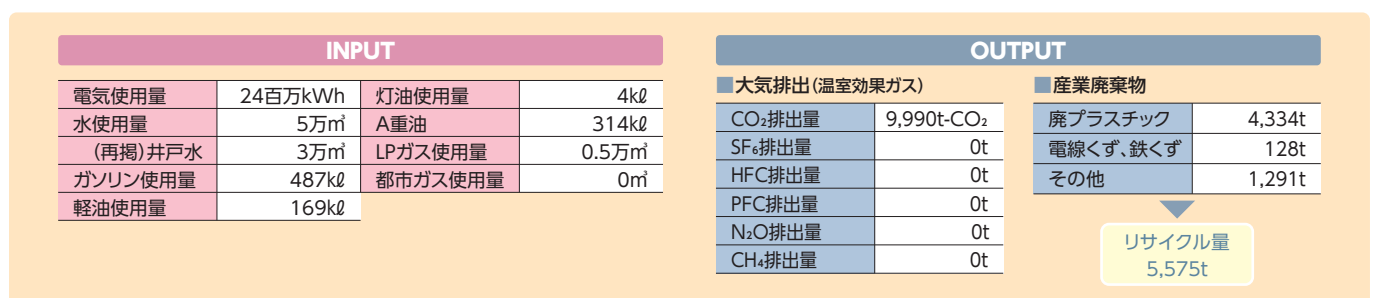 INPUT
電気使用量 24百万kWh 灯油使用量 4kℓ
水使用量 5万㎥ A重油 314kℓ
(再掲)井戸水 3万㎥ LPガス使用量 0.5万㎥
ガソリン使用量 487kℓ 都市ガス使用量 0㎥
軽油使用量 169kℓ
OUTPUT
■大気排出(温室効果ガス)
CO₂排出量 9,990t-CO₂
SF₆排出量 0t
HFC排出量 0t
PFC排出量 0t
N₂O排出量 0t
CH₄排出量 0t
■産業廃棄物
廃プラスチック 4,334t
電線くず、鉄くず 128t
その他 1,291t
リサイクル量
5,575t